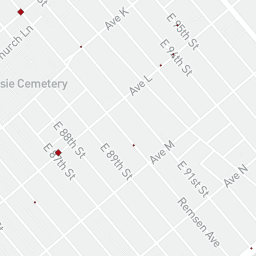 Ave K
E 95th St
E 94th St
hurch Ln
Ave L
sie Cemetery
E 88th St
E 87th St
E 89th St
Ave M
E 91st St
Ave N
Remsen Ave